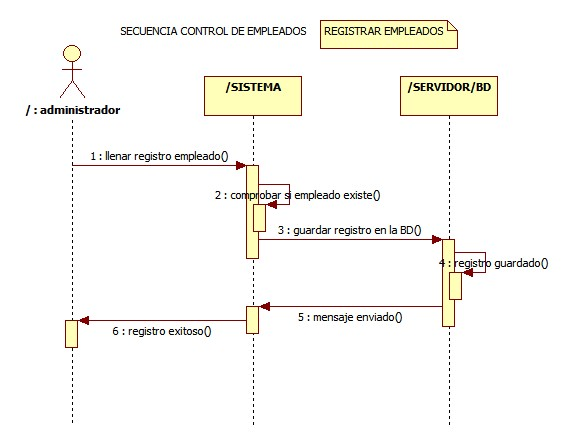 SECUENCIA CONTROL DE EMPLEADOS
REGISTRAR EMPLEADOS
/ : administrador
/SISTEMA
/SERVIDOR/BD
1 : llenar registro empleado()
2 : comprobar si empleado existe()
3 : guardar registro en la BD()
4 : registro guardado()
5 : mensaje enviado()
6 : registro exitoso()